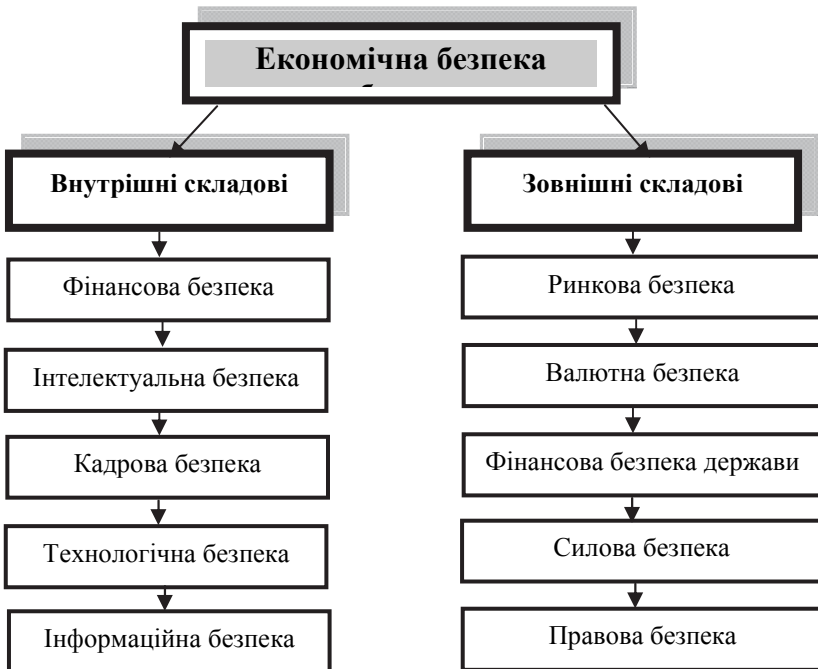 Економічна безпека
Внутрішні складові
Фінансова безпека
Інтелектуальна безпека
Кадрова безпека
Технологічна безпека
Інформаційна безпека
Зовнішні складові
Ринкова безпека
Валютна безпека
Фінансова безпека держави
Силова безпека
Правова безпека